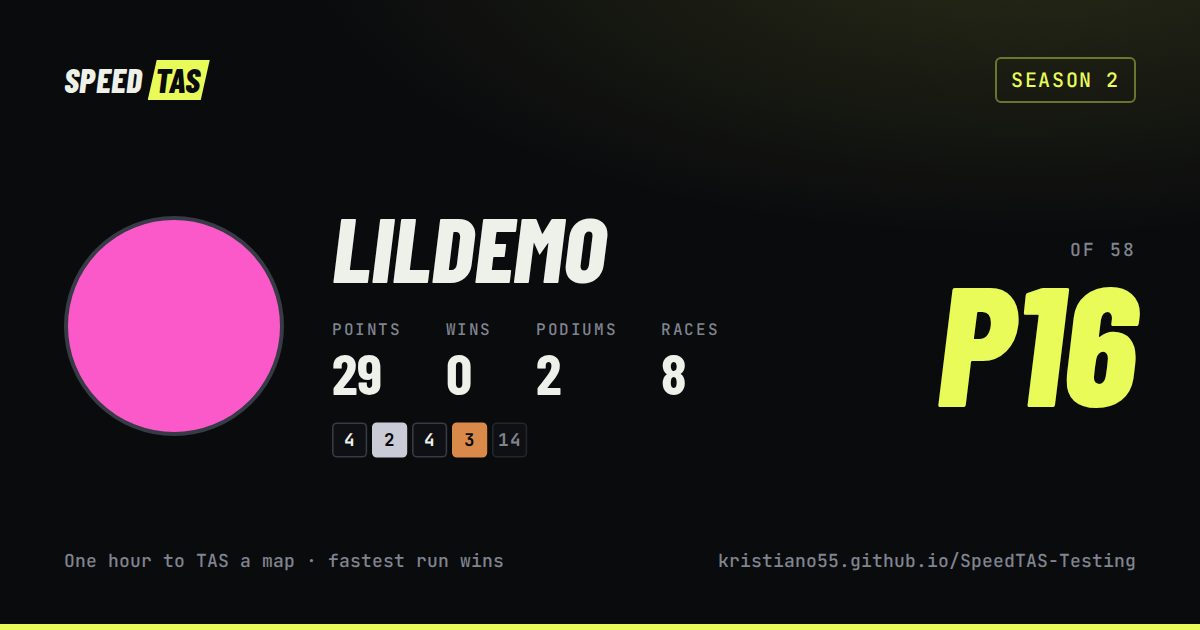 SPEED TAS
SEASON 2
LILDEMO
OF 58
P16
POINTS WINS PODIUMS RACES
29 0 2 8
4 2 4 3 14
One hour to TAS a map · fastest run wins
kristiano55.github.io/SpeedTAS-Testing